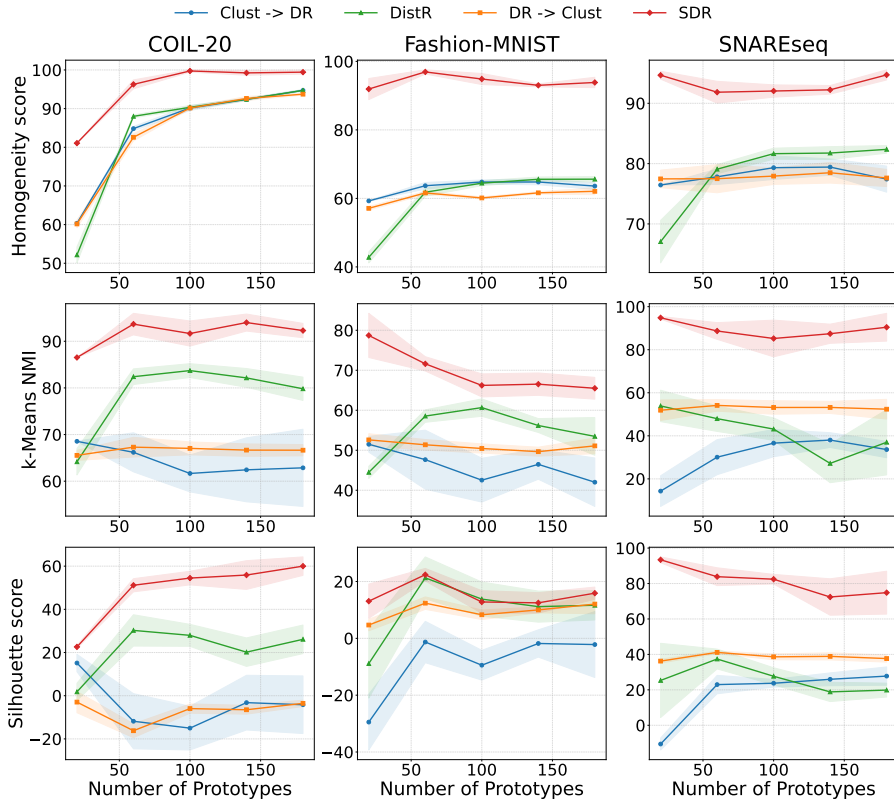 Clust -> DR DistR DR -> Clust SDR
COIL-20 Fashion-MNIST SNAREseq
Homogeneity score
100
90
80
70
60
50
50 100 150
100
80
60
40
50 100 150
90
80
70
50 100 150
k-Means NMI
90
80
70
60
50 100 150
80
70
60
50
40
50 100 150
100
80
60
40
20
50 100 150
Silhouette score
60
40
20
0
−20
50 100 150
Number of Prototypes
20
0
−20
−40
50 100 150
Number of Prototypes
100
80
60
40
20
0
50 100 150
Number of Prototypes